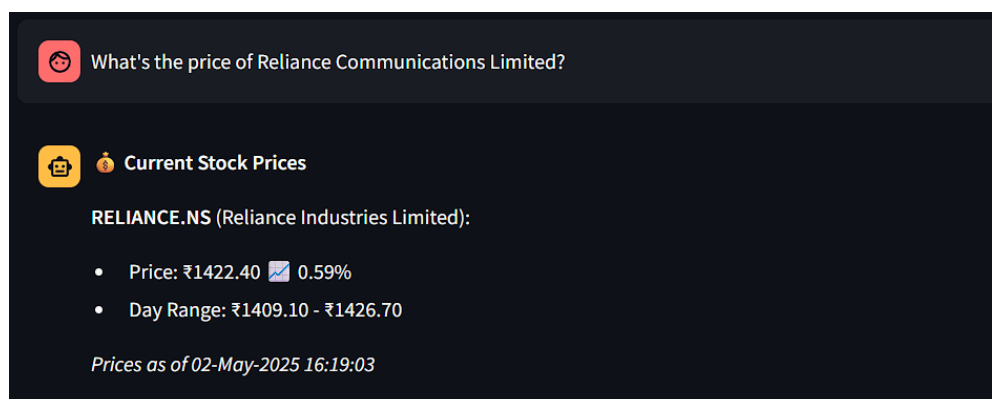 What's the price of Reliance Communications Limited?
💰 Current Stock Prices
RELIANCE.NS (Reliance Industries Limited):
• Price: ₹1422.40 📈 0.59%
• Day Range: ₹1409.10 - ₹1426.70
Prices as of 02-May-2025 16:19:03